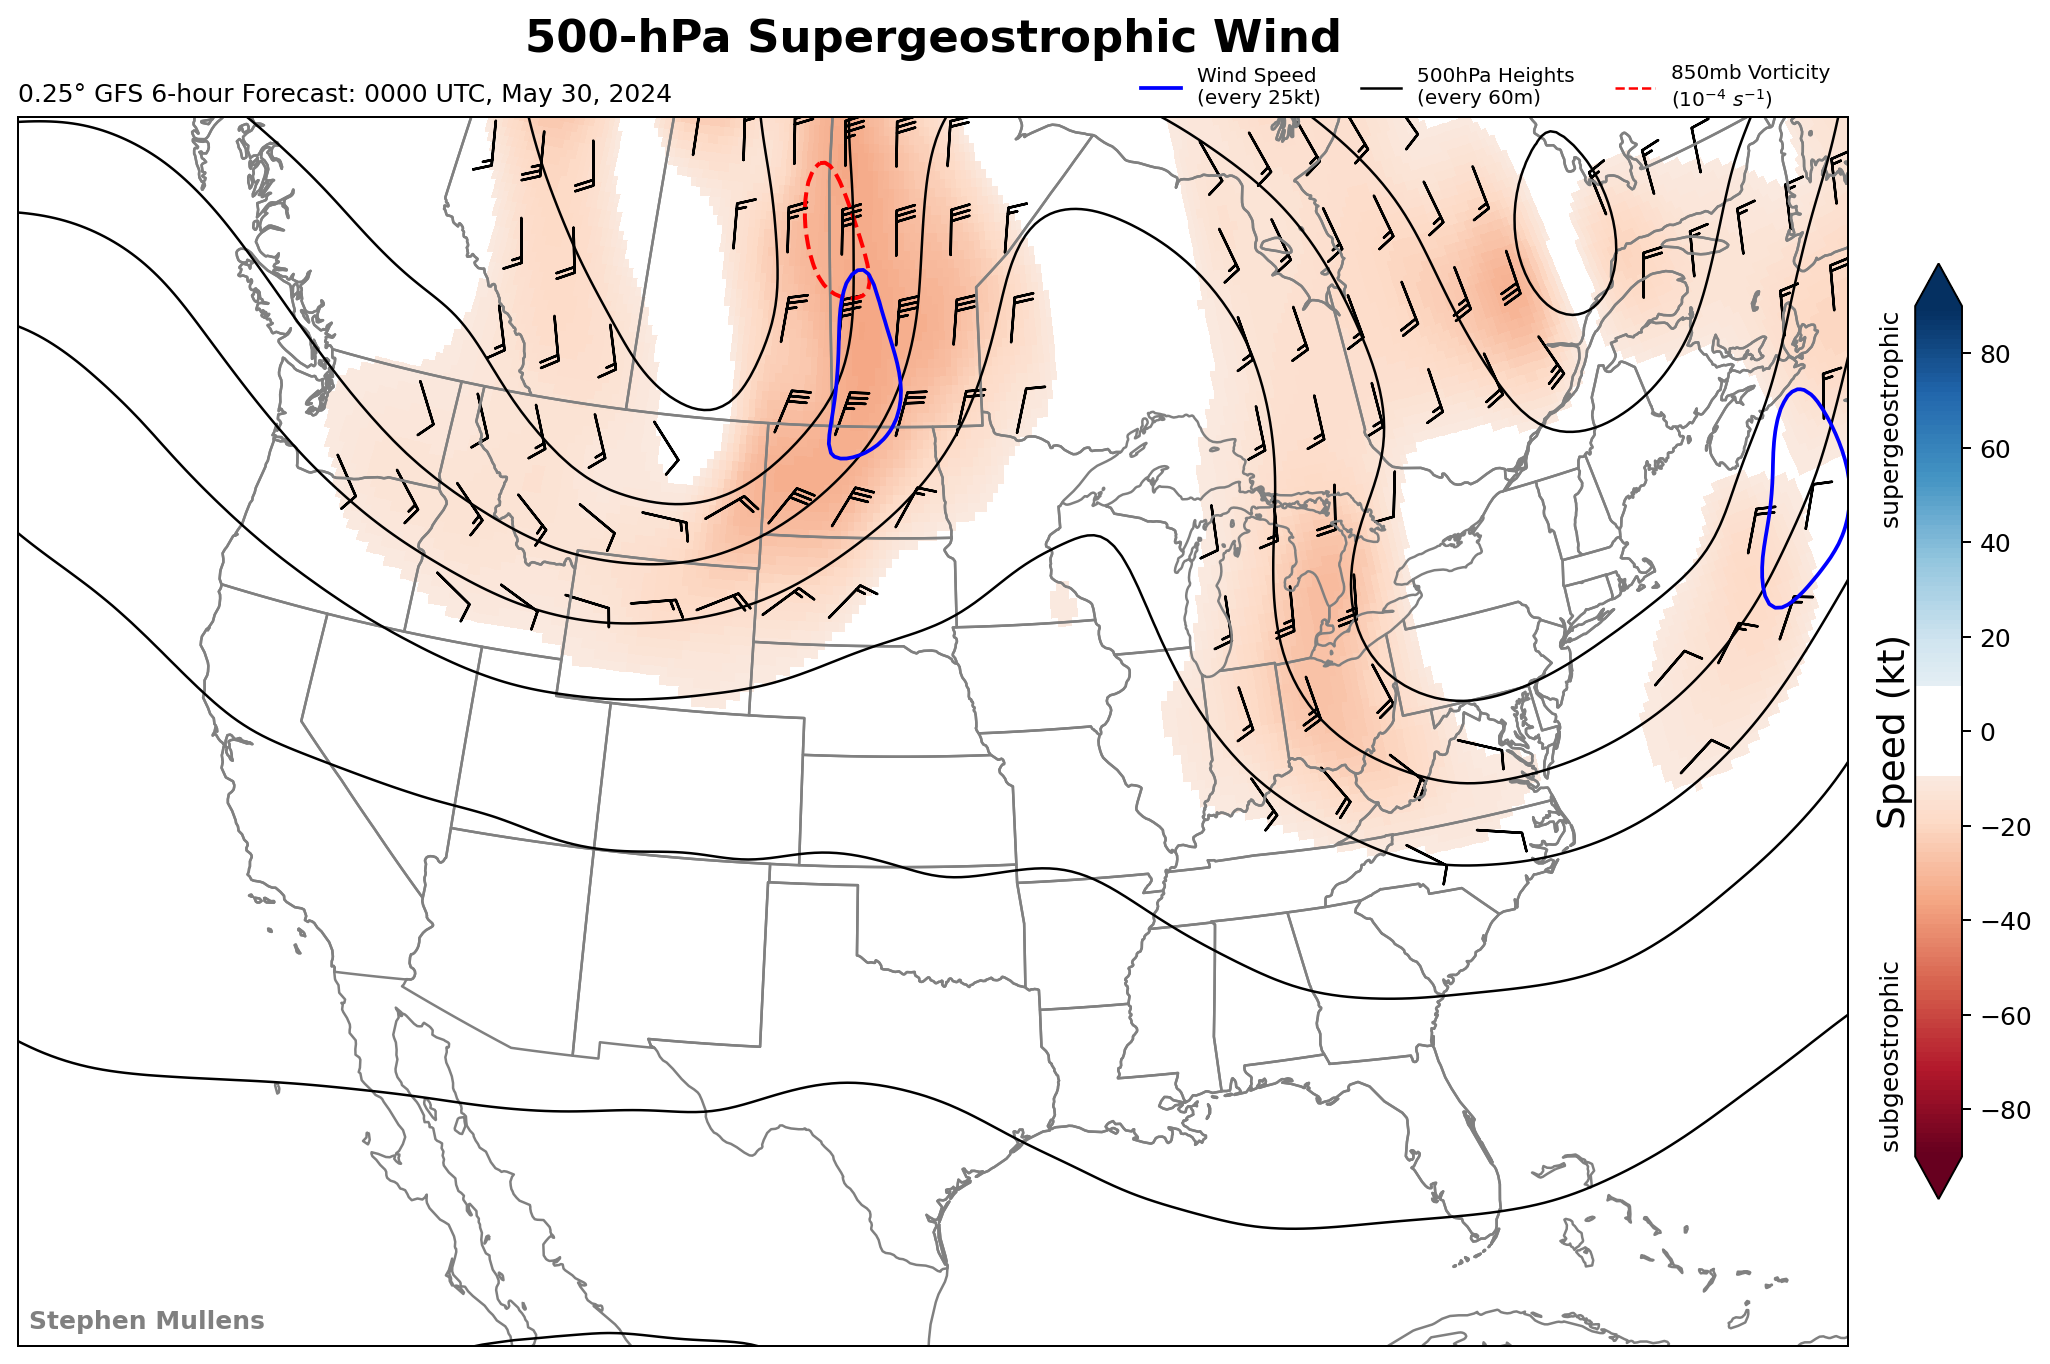 500-hPa Supergeostrophic Wind
0.25° GFS 6-hour Forecast: 0000 UTC, May 30, 2024
Wind Speed
(every 25kt)
500hPa Heights
(every 60m)
850mb Vorticity
(10⁻⁴ s⁻¹)
supergeostrophic
subgeostrophic
Speed (kt)
80
60
40
20
0
−20
−40
−60
−80
Stephen Mullens